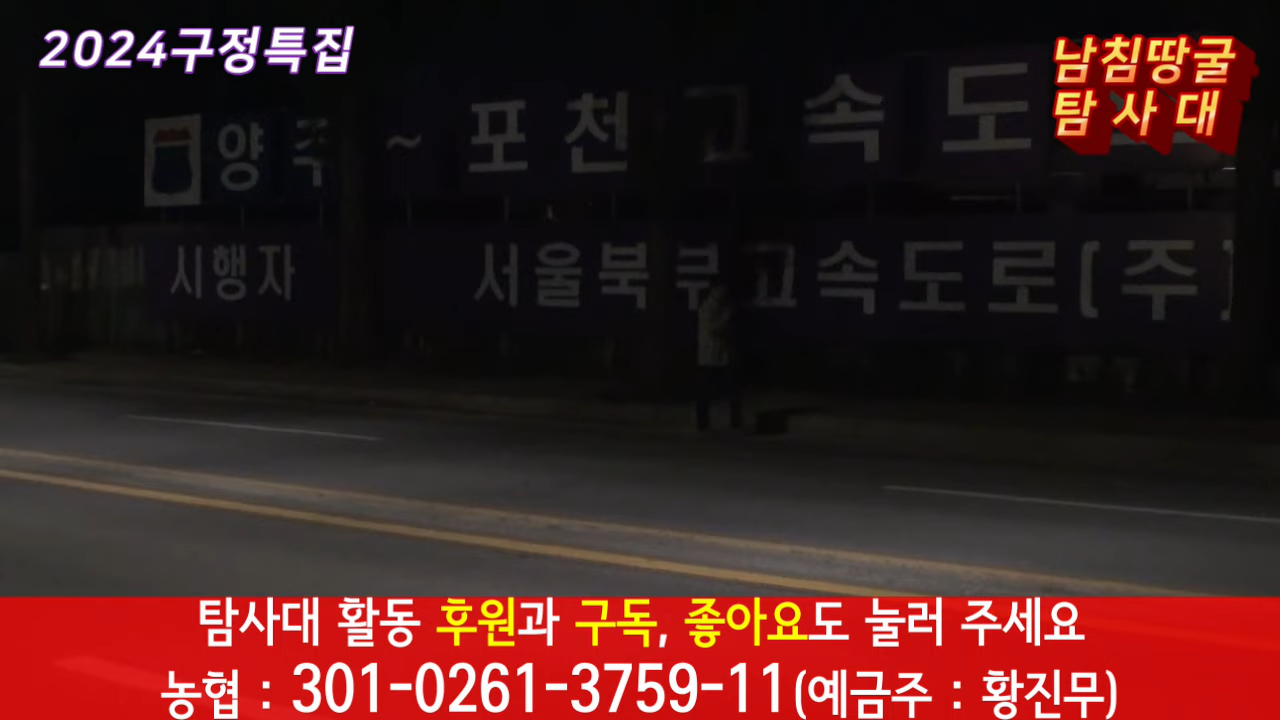 2024구정특집
남침땅굴
탐사대
양주 ~ 포천 고속도
시행자 서울북부고속도로(주)
탐사대 활동 후원과 구독, 좋아요도 눌러 주세요
농협 : 301-0261-3759-11(예금주 : 황진무)